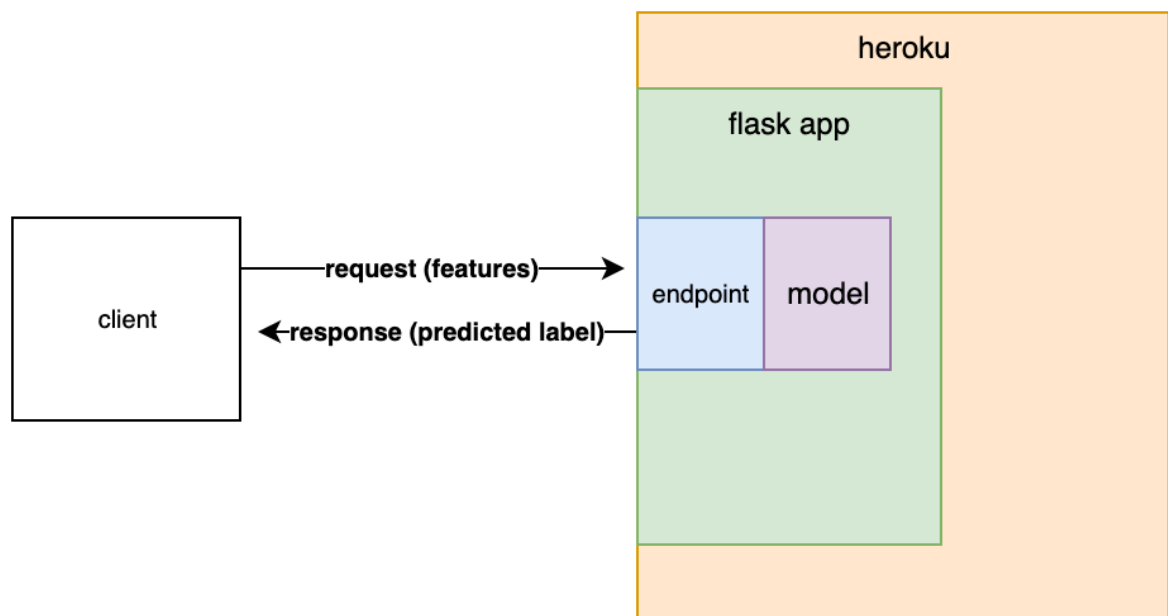 heroku
flask app
request (features)
endpoint
model
client
response (predicted label)